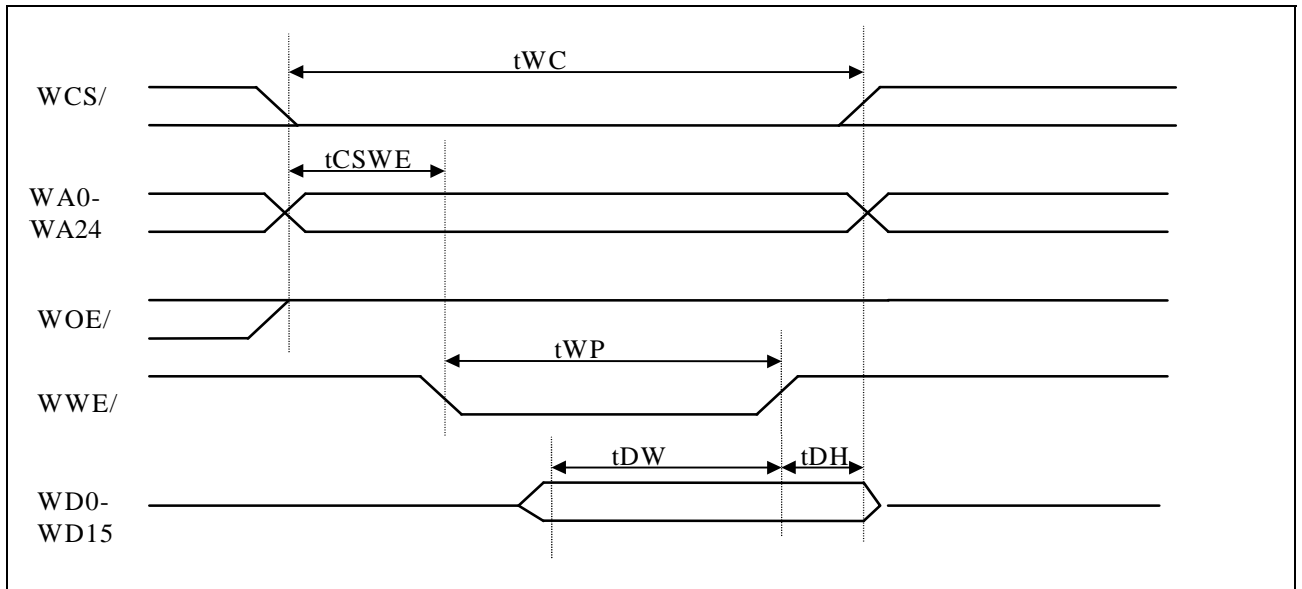 tWC
WCS/
tCSWE
WA0-
WA24
WOE/
tWP
WWE/
tDW
tDH
WD0-
WD15